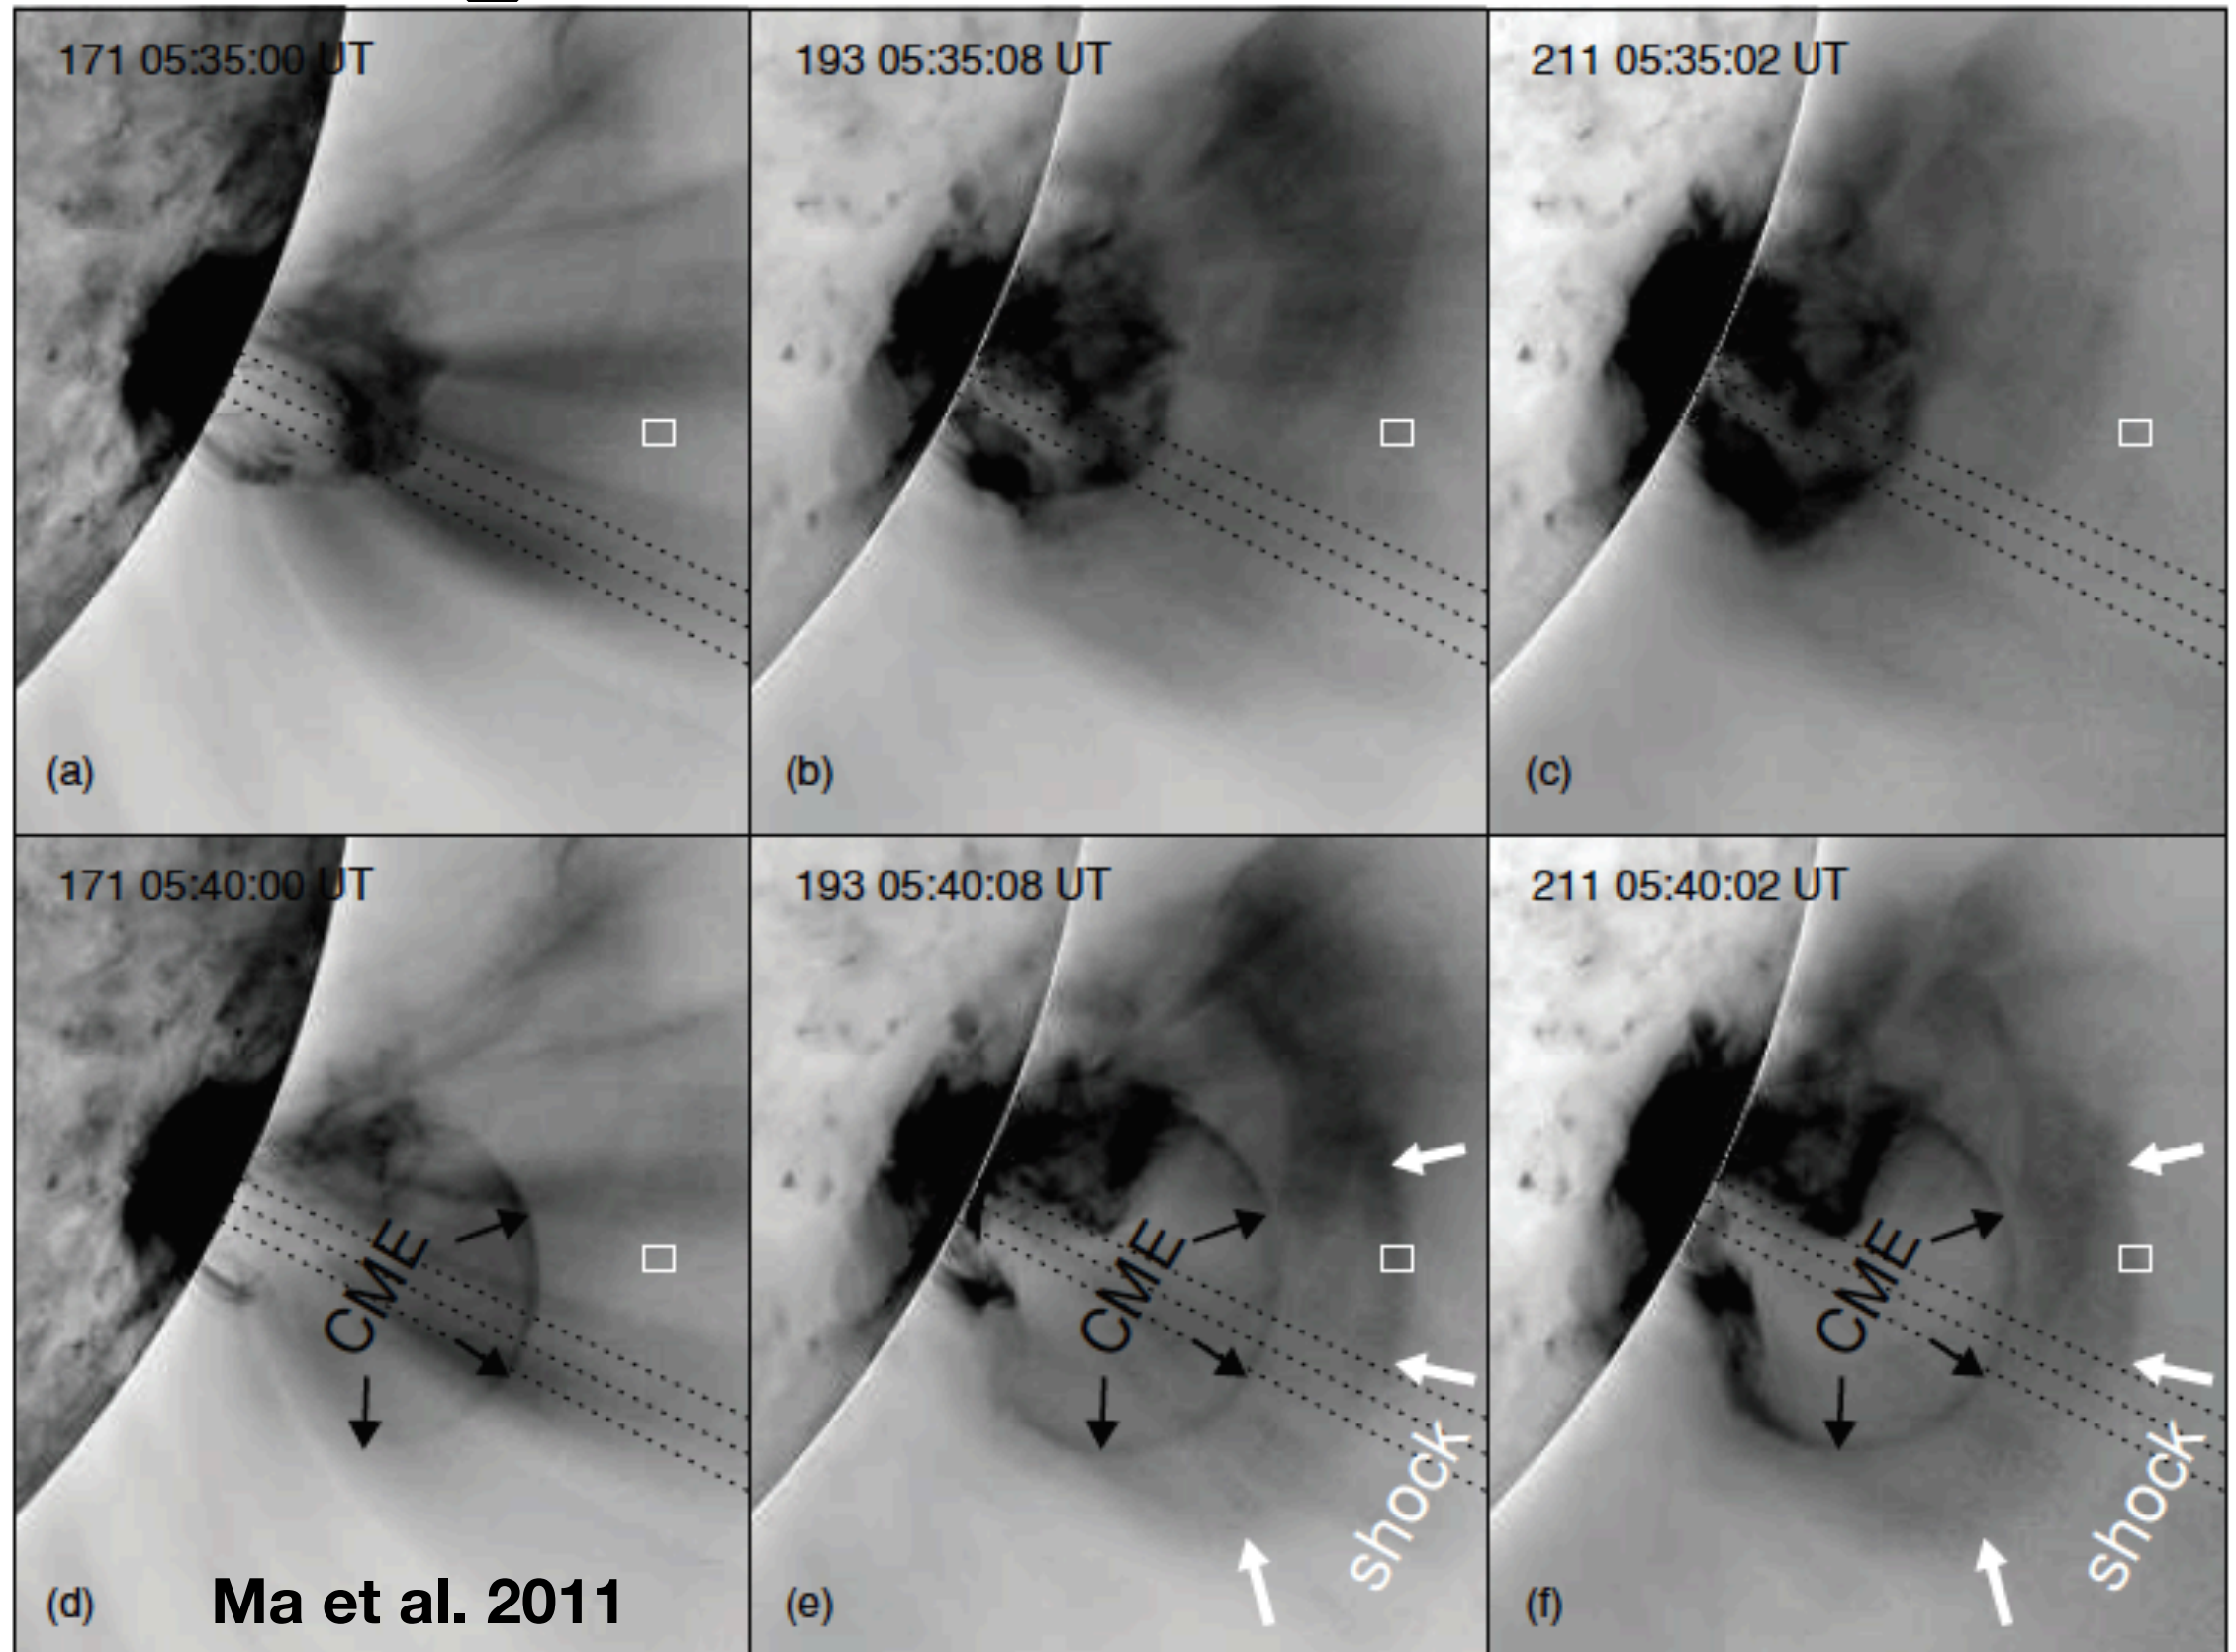 171 05:35:00 UT
193 05:35:08 UT
211 05:35:02 UT
(a)
(b)
(c)
171 05:40:00 UT
193 05:40:08 UT
211 05:40:02 UT
CME
CME
CME
shock
shock
(d)
Ma et al. 2011
(e)
(f)